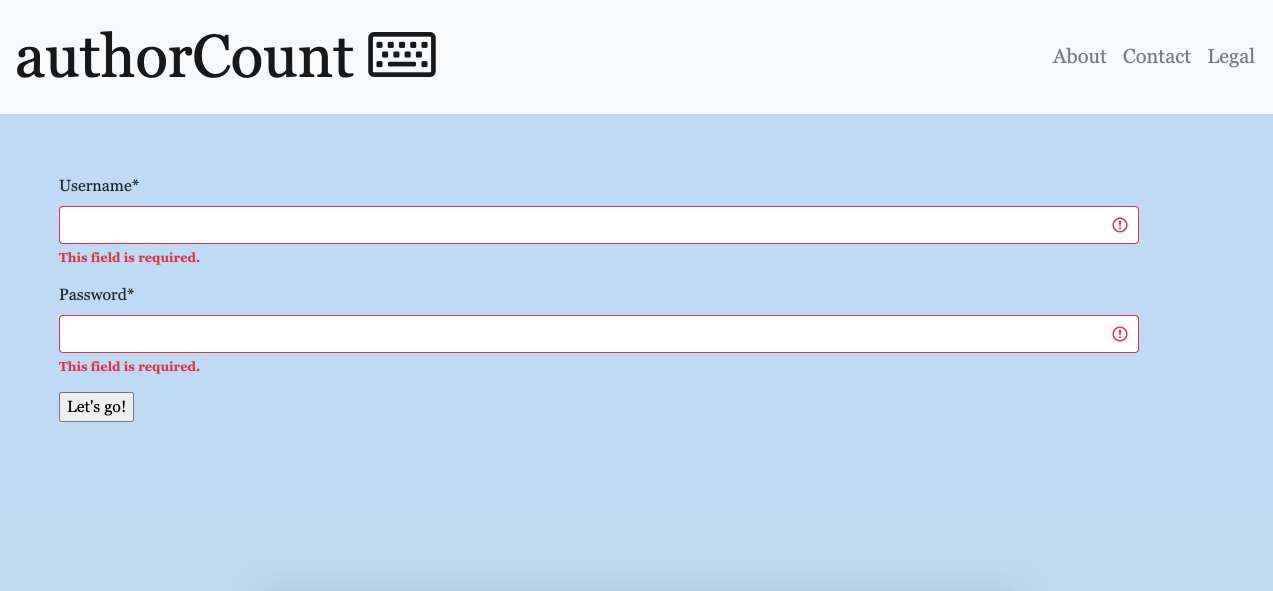 authorCount
About Contact Legal
Username*
This field is required.
Password*
This field is required.
Let's go!